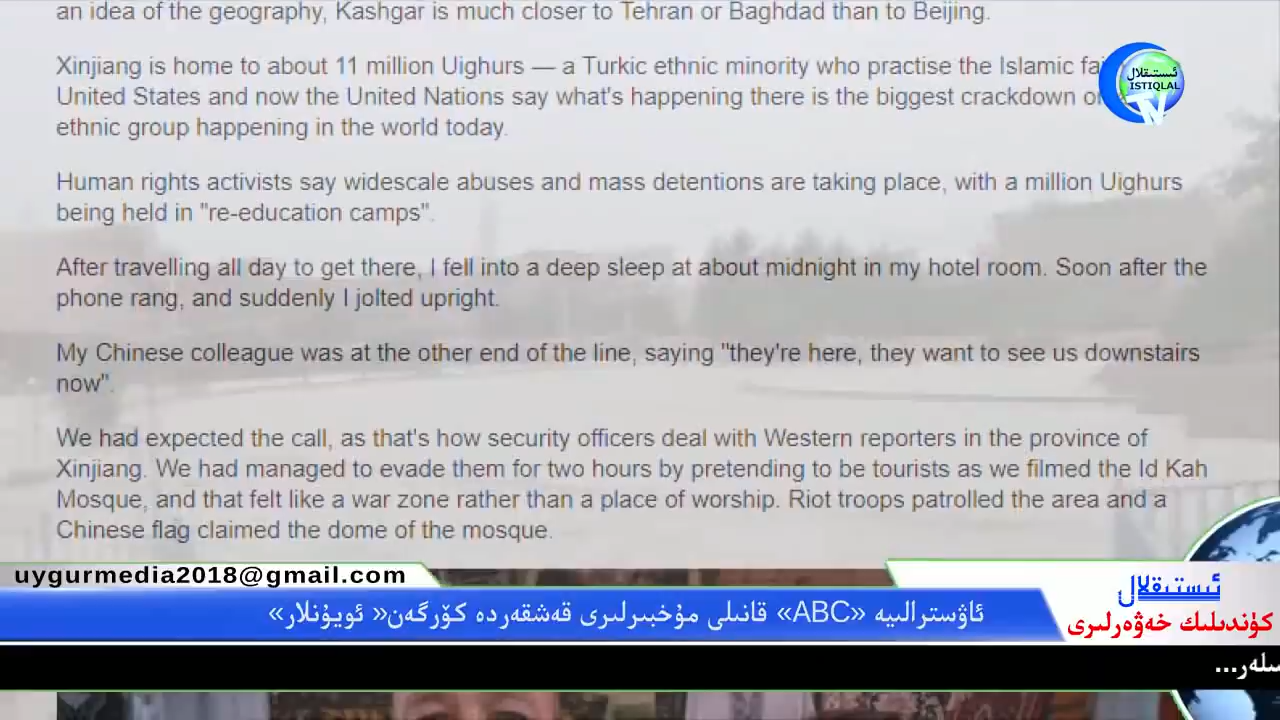 an idea of the geography, Kashgar is much closer to Tehran or Baghdad than to Beijing.
Xinjiang is home to about 11 million Uighurs — a Turkic ethnic minority who practise the Islamic
United States and now the United Nations say what's happening there is the biggest crackdown
ethnic group happening in the world today.
Human rights activists say widescale abuses and mass detentions are taking place, with a million Uighurs
being held in "re-education camps".
After travelling all day to get there, I fell into a deep sleep at about midnight in my hotel room. Soon after the
phone rang, and suddenly I jolted upright.
My Chinese colleague was at the other end of the line, saying "they're here, they want to see us downstairs
now".
We had expected the call, as that's how security officers deal with Western reporters in the province of
Xinjiang. We had managed to evade them for two hours by pretending to be tourists as we filmed the Id Kah
Mosque, and that felt like a war zone rather than a place of worship. Riot troops patrolled the area and a
Chinese flag claimed the dome of the mosque.
ئىستىقلال
ISTIQLAL
TV
uygurmedia2018@gmail.com
ئاۋسترالىيە «ABC» قانىلى مۇخبىرلىرى قەشقەردە كۆرگەن« ئويۇنلار»
ئىستىقلال
كۈندىلىك خەۋەرلىرى